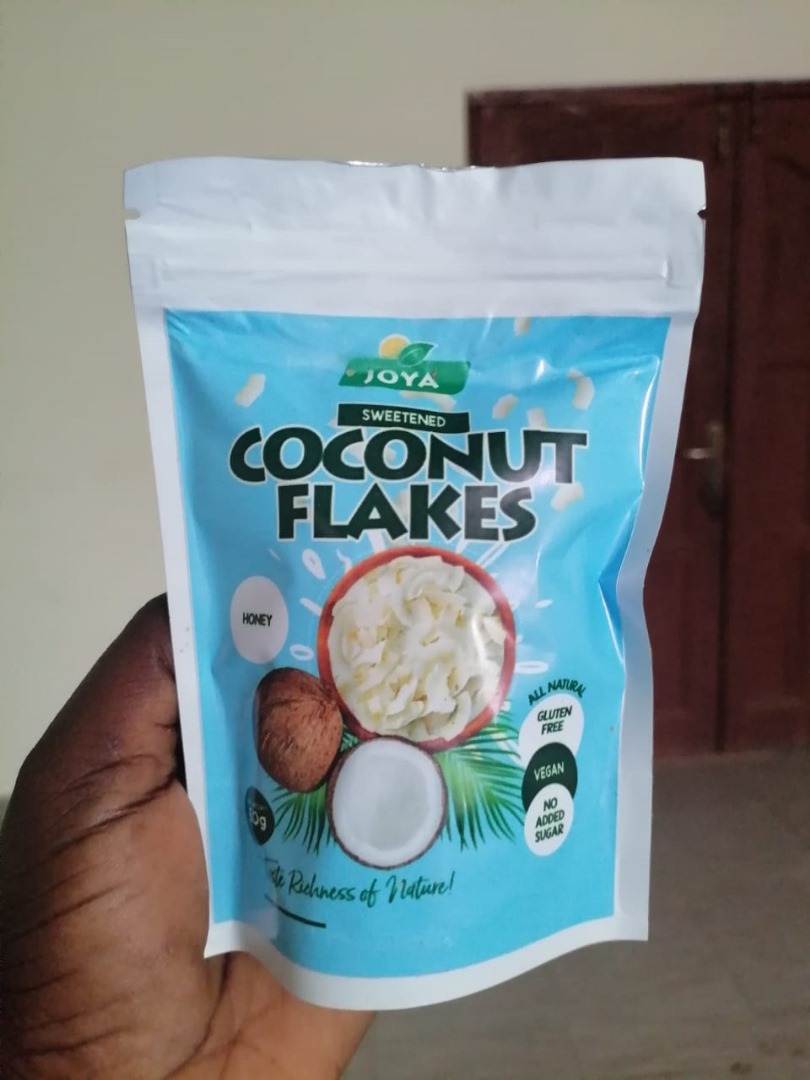 JOYA
SWEETENED
COCONUT
FLAKES
HONEY
ALL NATURAL
GLUTEN
FREE
VEGAN
NO
ADDED
SUGAR
Richness of Nature!